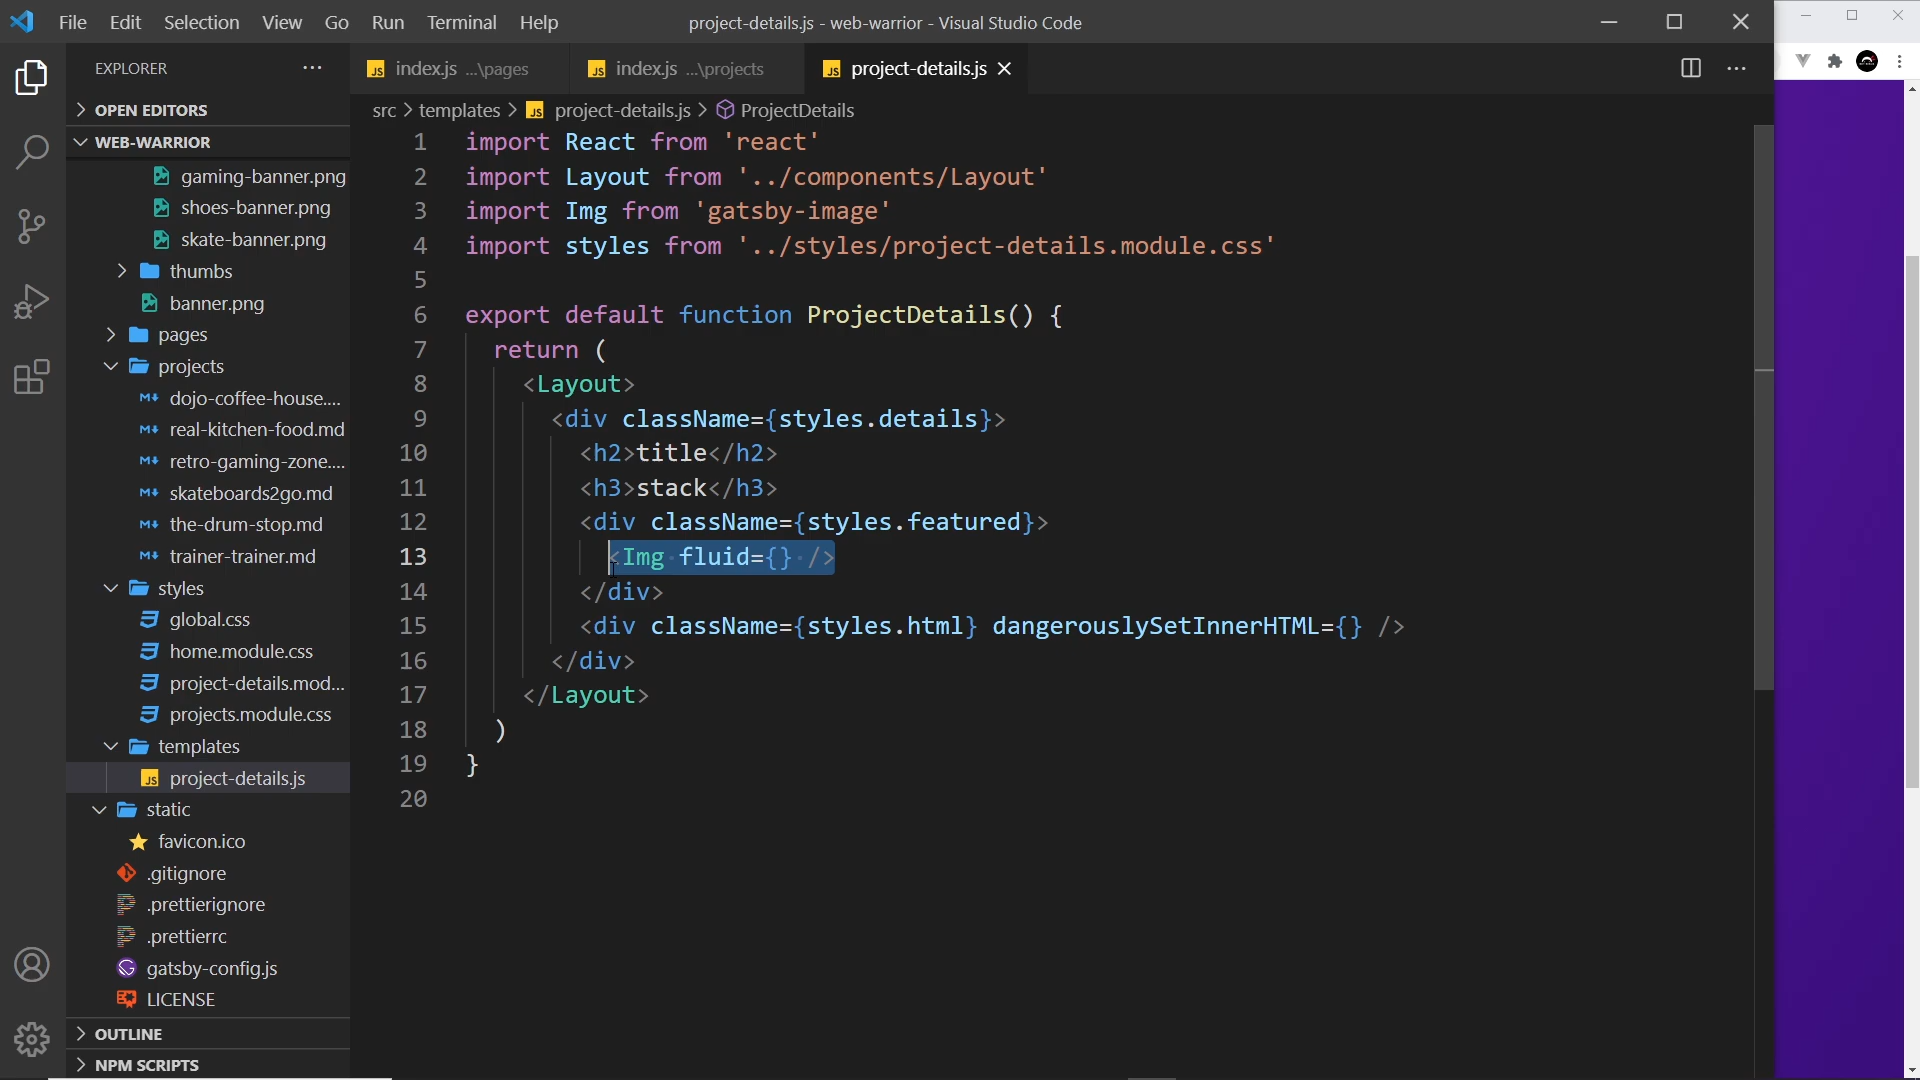 File Edit Selection View Go Run Terminal Help
project-details.js - web-warrior - Visual Studio Code
EXPLORER
OPEN EDITORS
WEB-WARRIOR
gaming-banner.png
shoes-banner.png
skate-banner.png
thumbs
banner.png
pages
projects
dojo-coffee-house....
real-kitchen-food.md
retro-gaming-zone....
skateboards2go.md
the-drum-stop.md
trainer-trainer.md
styles
global.css
home.module.css
project-details.mod...
projects.module.css
templates
project-details.js
static
favicon.ico
.gitignore
.prettierignore
.prettierrc
gatsby-config.js
LICENSE
OUTLINE
NPM SCRIPTS
index.js ...\pages
index.js ...\projects
project-details.js
src > templates > project-details.js > ProjectDetails
1 import React from 'react'
2 import Layout from '../components/Layout'
3 import Img from 'gatsby-image'
4 import styles from '../styles/project-details.module.css'
5
6 export default function ProjectDetails() {
7 return (
8 <Layout>
9 <div className={styles.details}>
10 <h2>title</h2>
11 <h3>stack</h3>
12 <div className={styles.featured}>
13 <Img fluid={} />
14 </div>
15 <div className={styles.html} dangerouslySetInnerHTML={} />
16 </div>
17 </Layout>
18 )
19 }
20